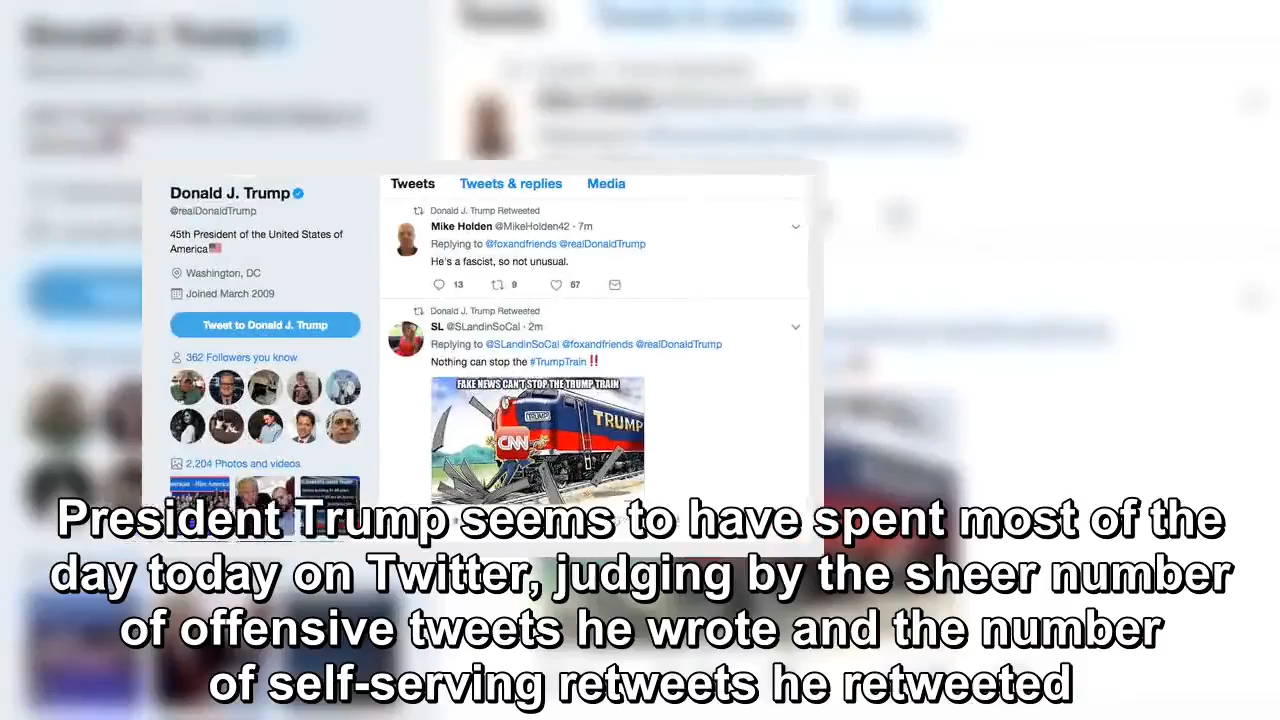 Donald J. Trump
@realDonaldTrump
45th President of the United States of
America
Washington, DC
Joined March 2009
Tweet to Donald J. Trump
362 Followers you know
2,204 Photos and videos
Tweets Tweets & replies Media
Donald J. Trump Retweeted
Mike Holden @MikeHolden42 · 7m
Replying to @foxandfriends @realDonaldTrump
He's a fascist, so not unusual.
13 9 67
Donald J. Trump Retweeted
SL @SLandinSoCal · 2m
Replying to @SLandinSoCal @foxandfriends @realDonaldTrump
Nothing can stop the #TrumpTrain ‼️
FAKE NEWS CAN'T STOP THE TRUMP TRAIN
TRUMP
TRUMP
CNN
President Trump seems to have spent most of the
day today on Twitter, judging by the sheer number
of offensive tweets he wrote and the number
of self-serving retweets he retweeted